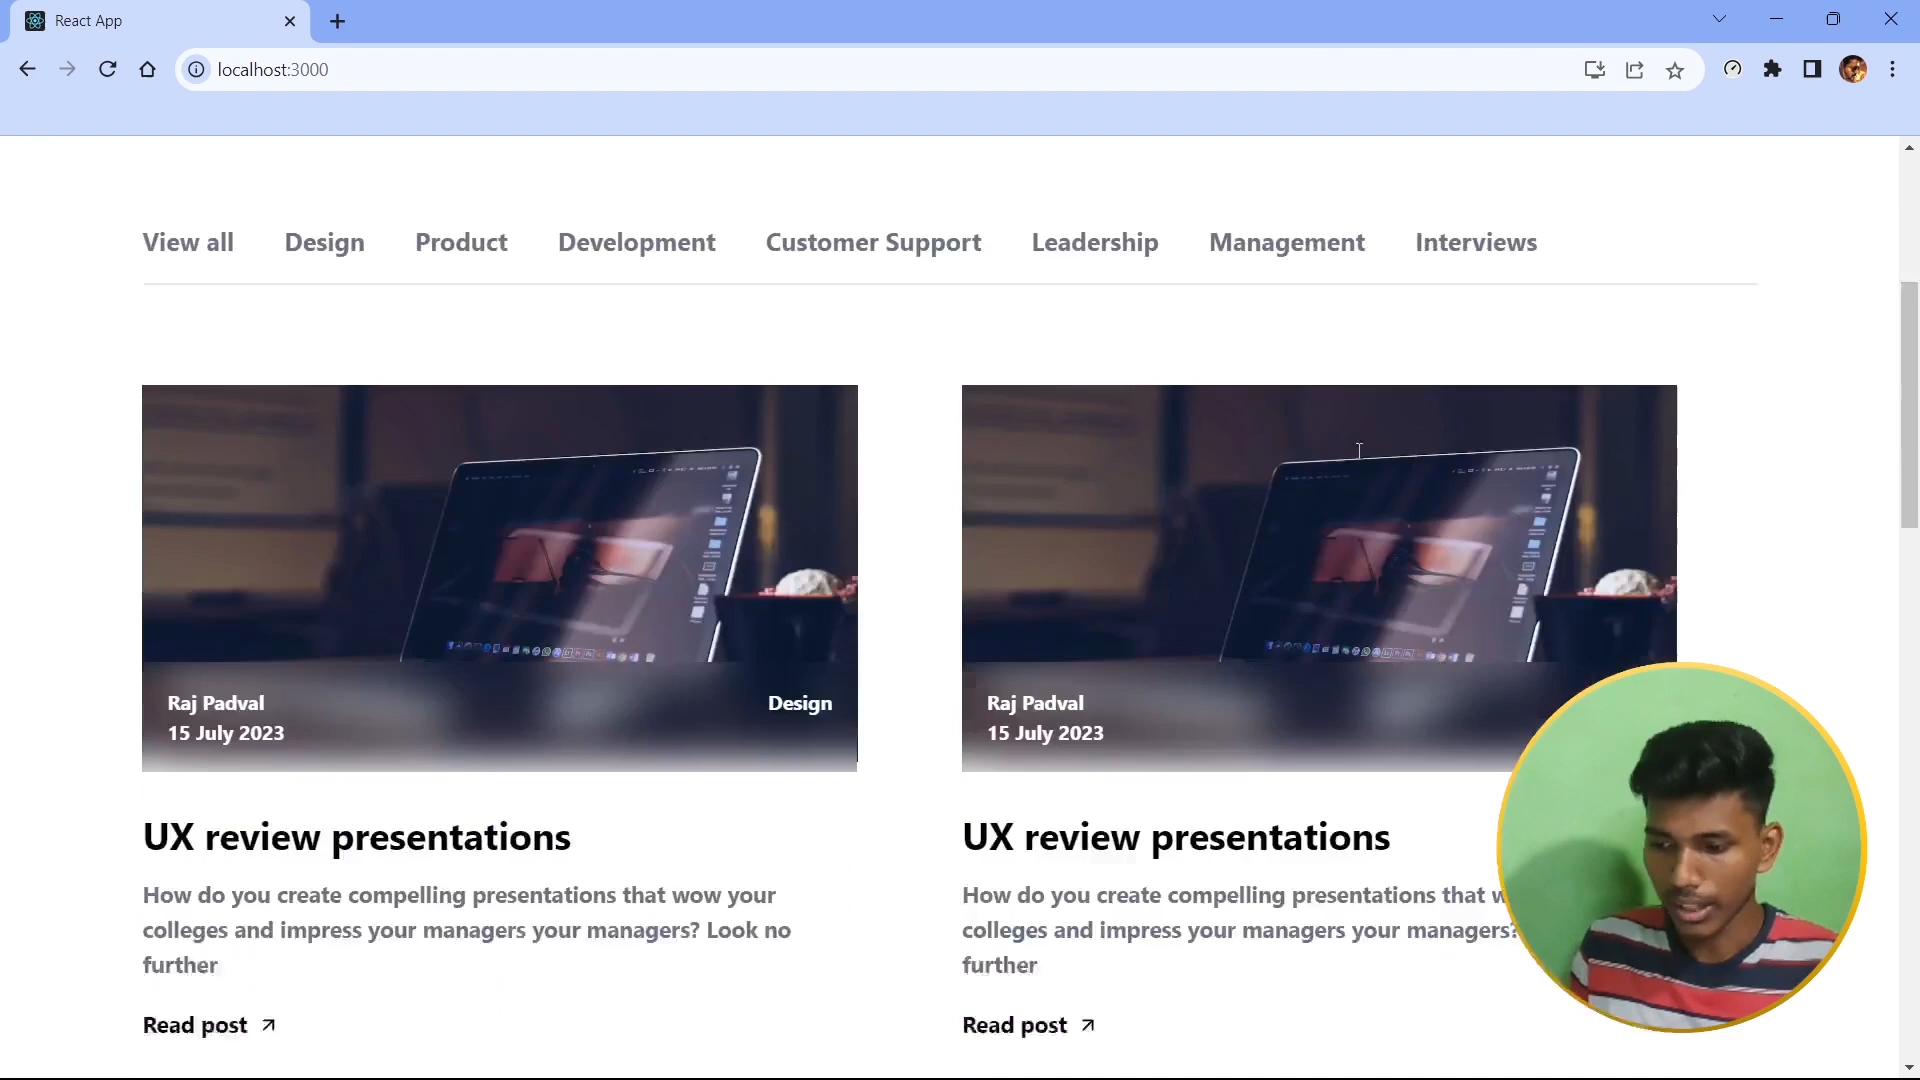 React App
localhost:3000
View all Design Product Development Customer Support Leadership Management Interviews
Raj Padval Design
15 July 2023
UX review presentations
How do you create compelling presentations that wow your
colleges and impress your managers your managers? Look no
further
Read post
Raj Padval
15 July 2023
UX review presentations
How do you create compelling presentations that w
colleges and impress your managers your managers?
further
Read post